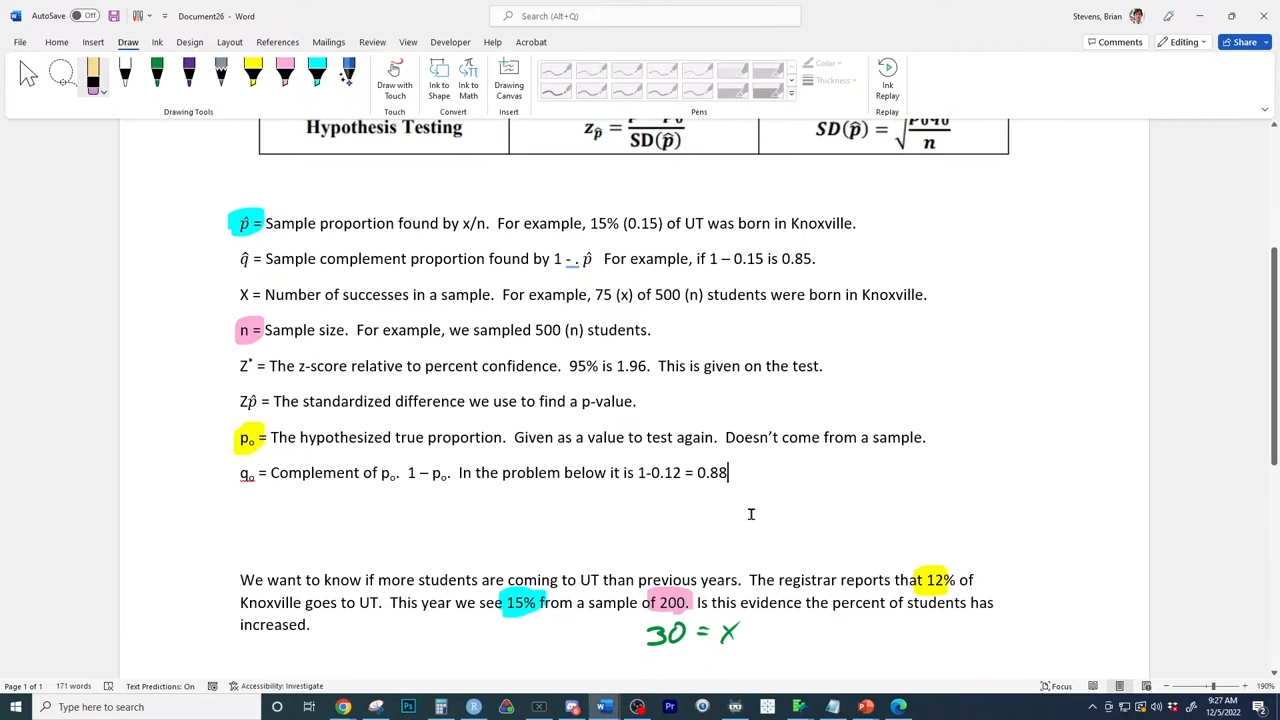 AutoSave Off Document26 - Word Search (Alt+Q) Stevens, Brian
File Home Insert Draw Ink Design Layout References Mailings Review View Developer Help Acrobat Comments Editing Share
Draw with Touch Ink to Shape Ink to Math Drawing Canvas Color Thickness Ink Replay
Drawing Tools Touch Convert Insert Pens Replay
Hypothesis Testing z_p̂ = / SD(p̂) SD(p̂) = √ p₀q₀ / n
p̂ = Sample proportion found by x/n. For example, 15% (0.15) of UT was born in Knoxville.
q̂ = Sample complement proportion found by 1 - . p̂ For example, if 1 – 0.15 is 0.85.
X = Number of successes in a sample. For example, 75 (x) of 500 (n) students were born in Knoxville.
n = Sample size. For example, we sampled 500 (n) students.
Z* = The z-score relative to percent confidence. 95% is 1.96. This is given on the test.
Zp̂ = The standardized difference we use to find a p-value.
pₒ = The hypothesized true proportion. Given as a value to test again. Doesn't come from a sample.
qₒ = Complement of pₒ. 1 – pₒ. In the problem below it is 1-0.12 = 0.88
We want to know if more students are coming to UT than previous years. The registrar reports that 12% of
Knoxville goes to UT. This year we see 15% from a sample of 200. Is this evidence the percent of students has
increased.
30 = x
Page 1 of 1 171 words Text Predictions: On Accessibility: Investigate Focus 190%
Type here to search 9:27 AM
12/5/2022